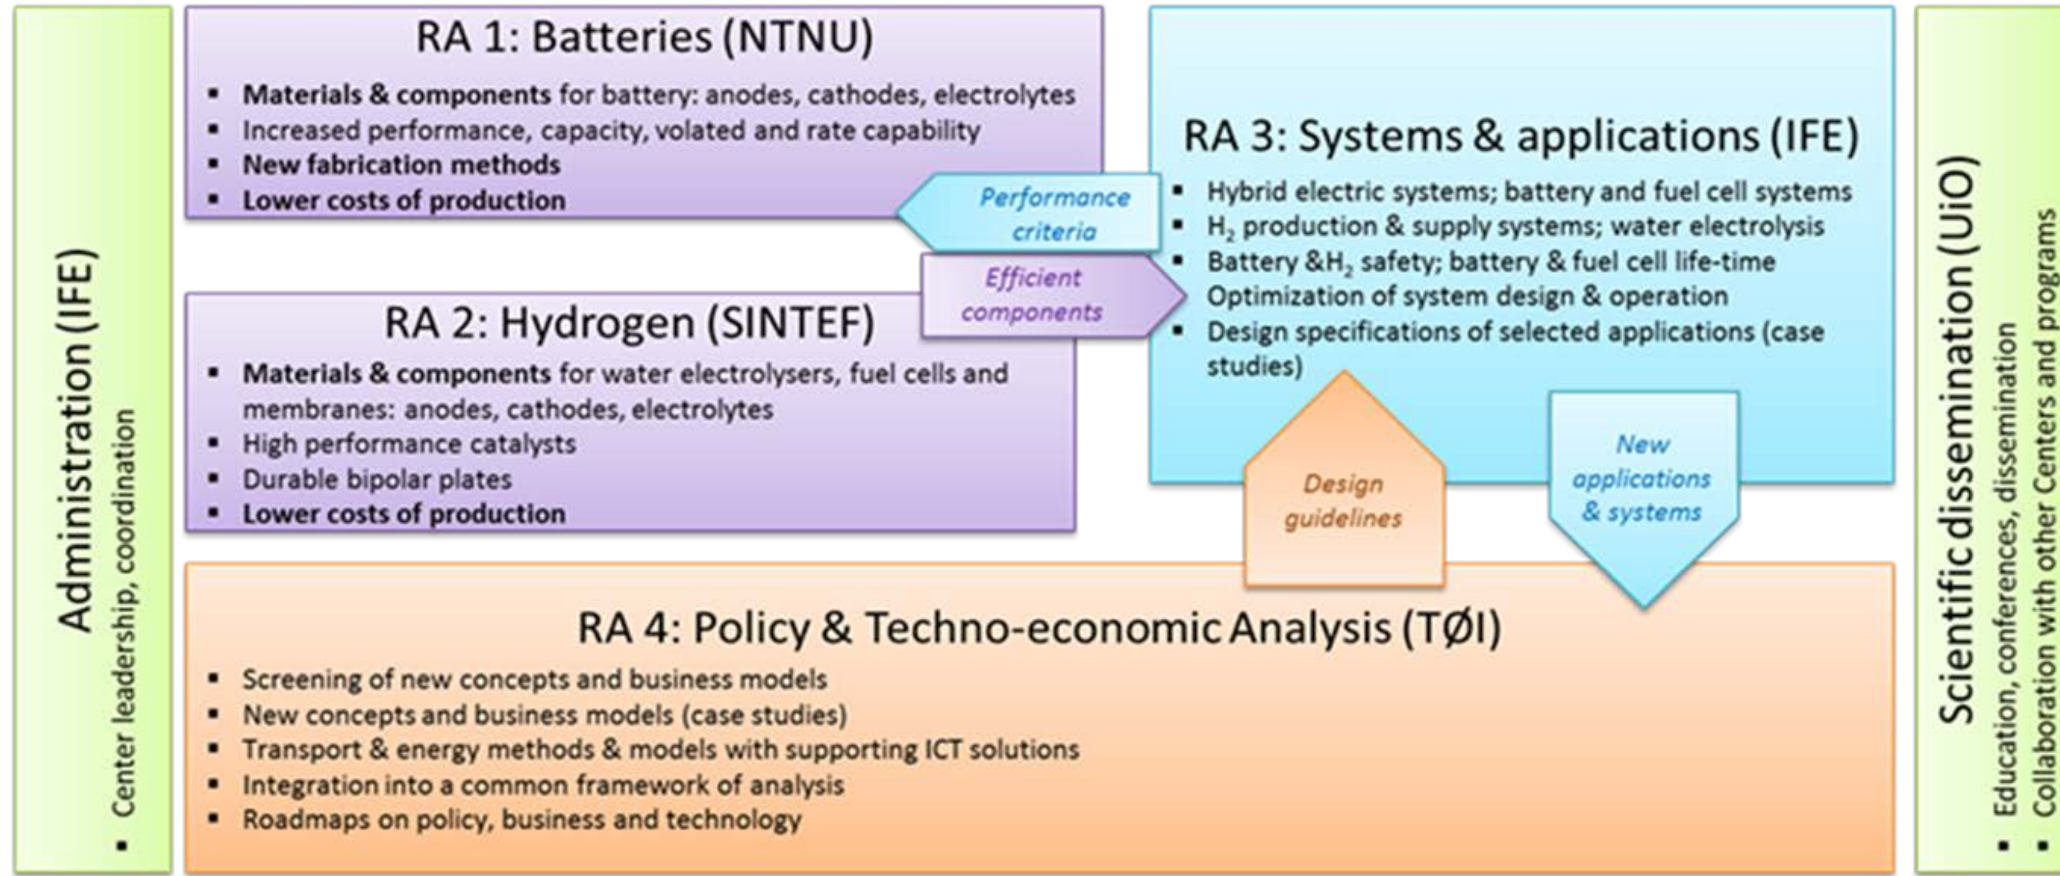 Administration (IFE)
▪ Center leadership, coordination
RA 1: Batteries (NTNU)
▪ Materials & components for battery: anodes, cathodes, electrolytes
▪ Increased performance, capacity, volated and rate capability
▪ New fabrication methods
▪ Lower costs of production
RA 2: Hydrogen (SINTEF)
▪ Materials & components for water electrolysers, fuel cells and
membranes: anodes, cathodes, electrolytes
▪ High performance catalysts
▪ Durable bipolar plates
▪ Lower costs of production
Performance
criteria
Efficient
components
RA 3: Systems & applications (IFE)
▪ Hybrid electric systems; battery and fuel cell systems
▪ H₂ production & supply systems; water electrolysis
▪ Battery &H₂ safety; battery & fuel cell life-time
Optimization of system design & operation
▪ Design specifications of selected applications (case
studies)
Design
guidelines
New
applications
& systems
RA 4: Policy & Techno-economic Analysis (TØI)
▪ Screening of new concepts and business models
▪ New concepts and business models (case studies)
▪ Transport & energy methods & models with supporting ICT solutions
▪ Integration into a common framework of analysis
▪ Roadmaps on policy, business and technology
Scientific dissemination (UiO)
▪ Education, conferences, dissemination
▪ Collaboration with other Centers and programs